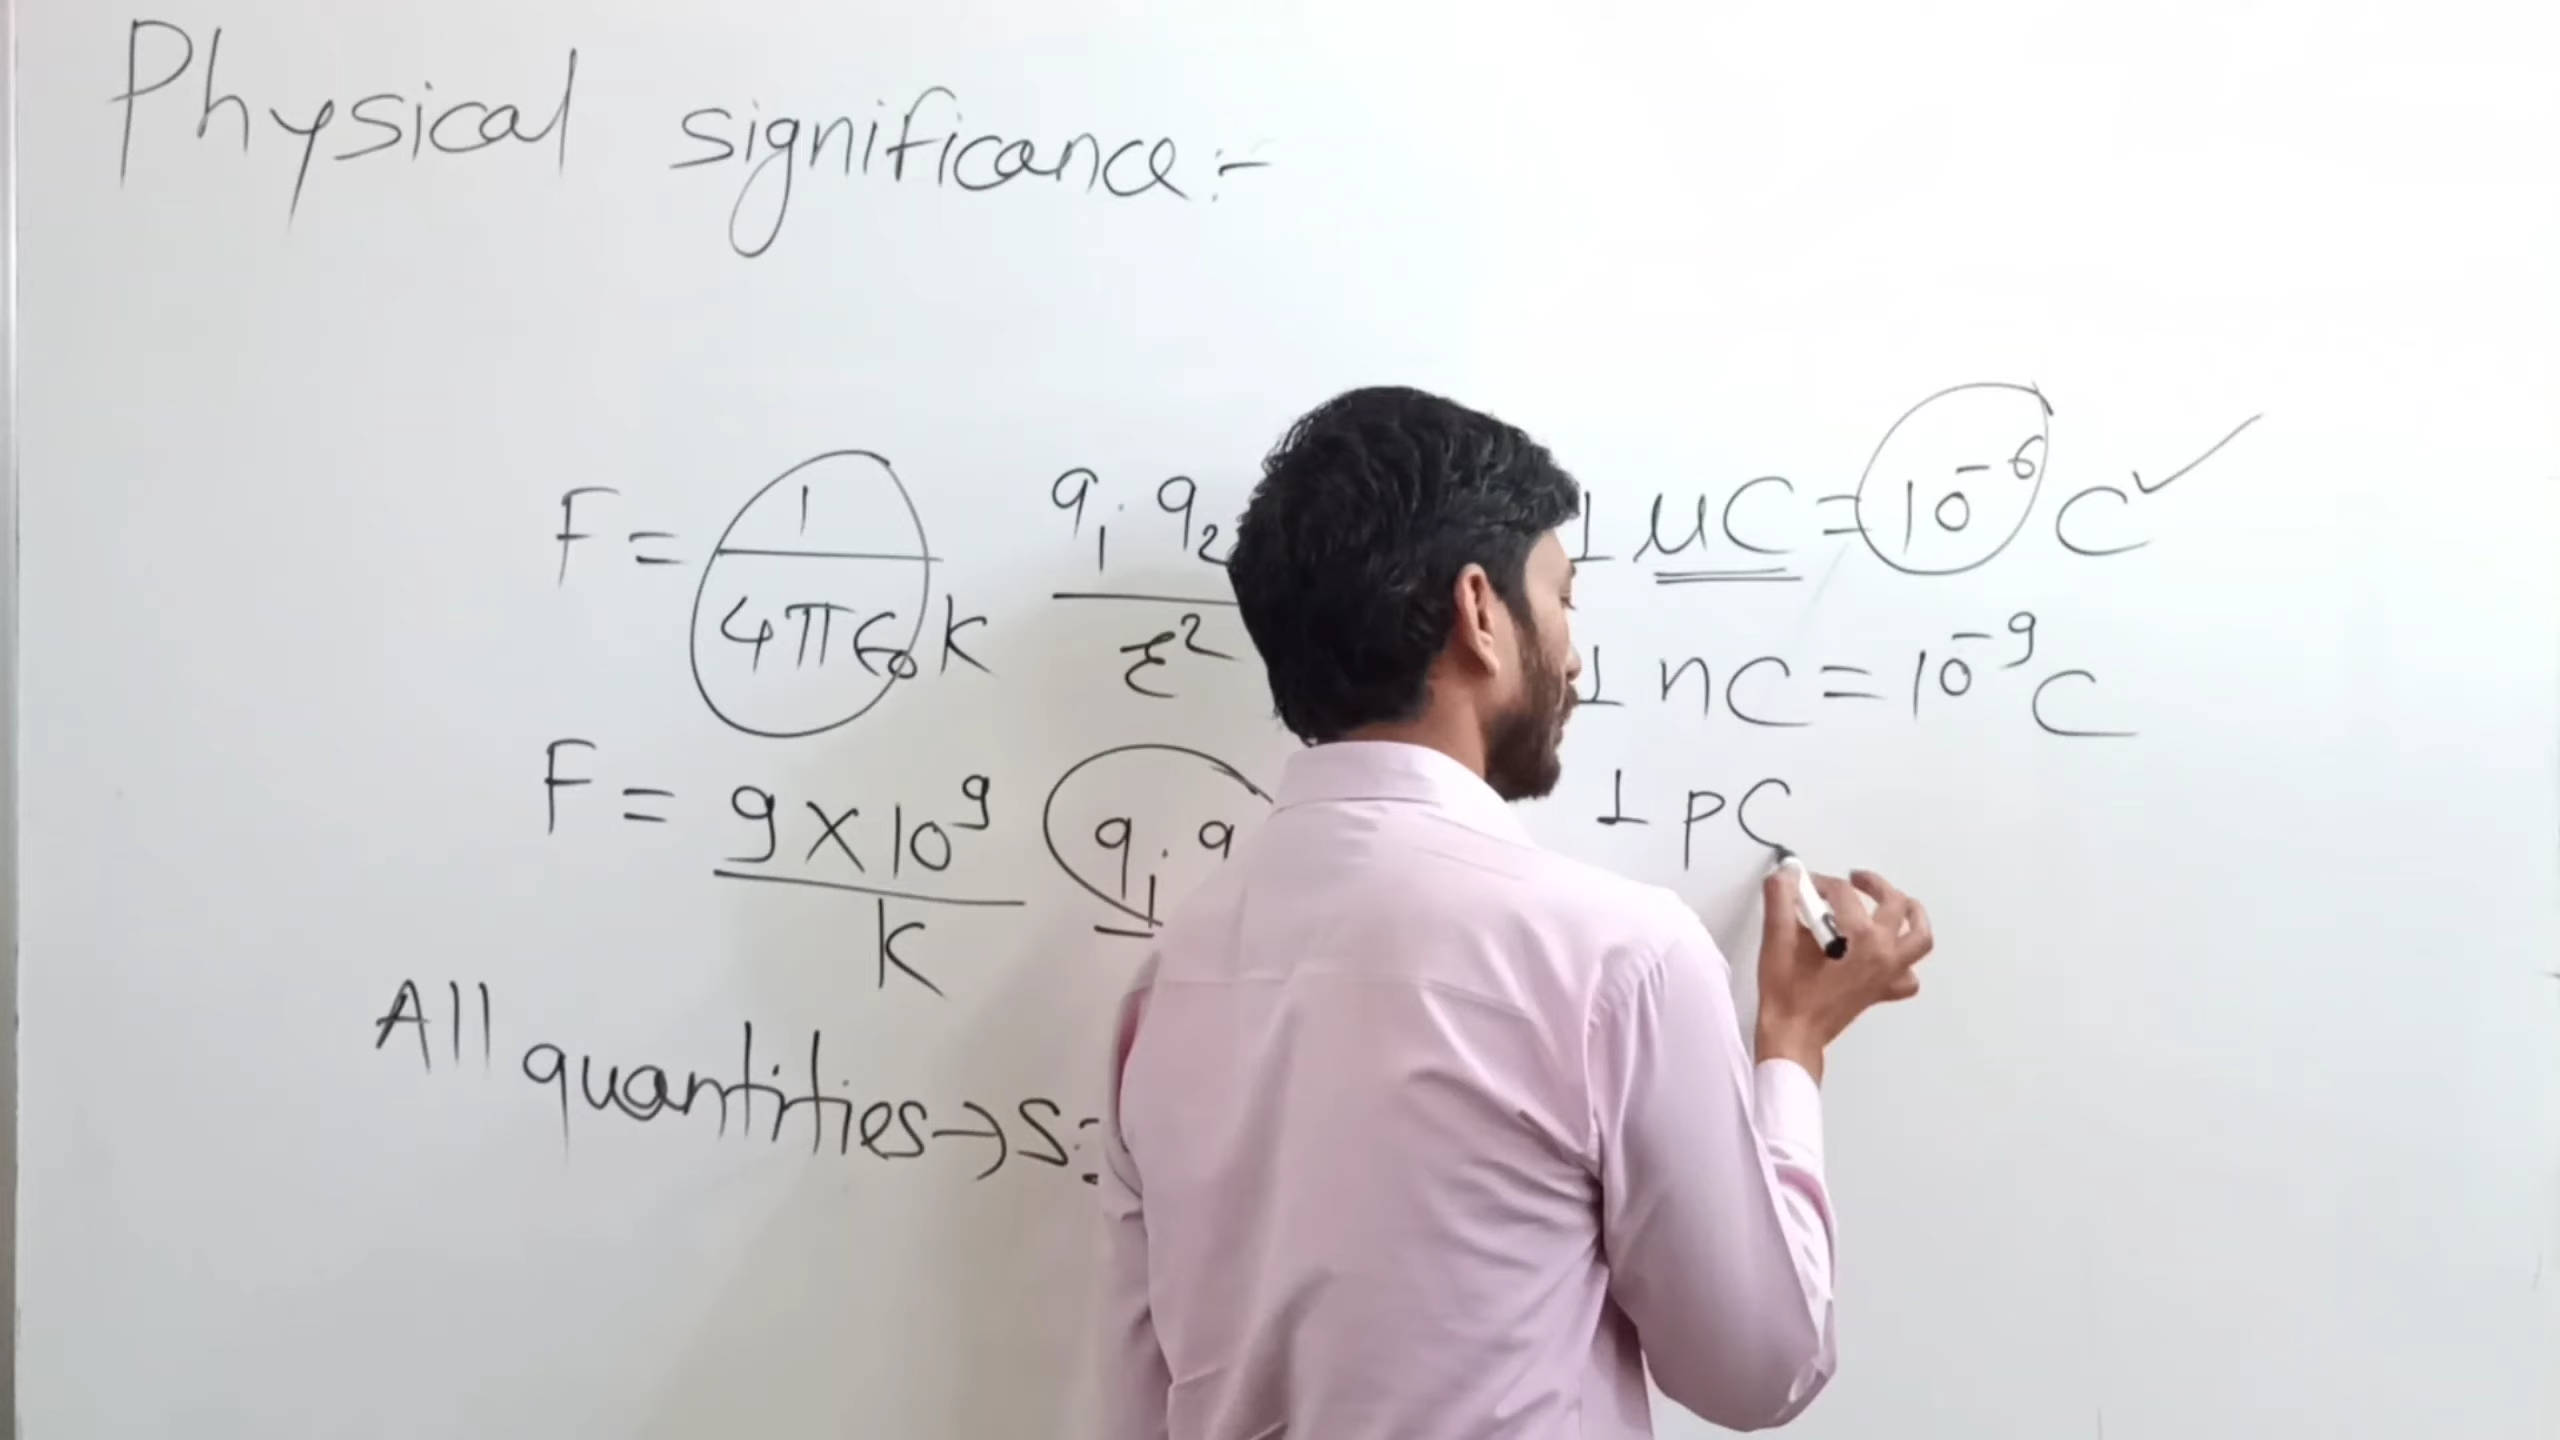 Physical significance:-
F = 1/4πε₀k q₁.q₂/r²
F = 9×10⁹/k q₁.q
All quantities→S
1 μC = 10⁻⁶ C ✓
1 nC = 10⁻⁹ C
1 pC